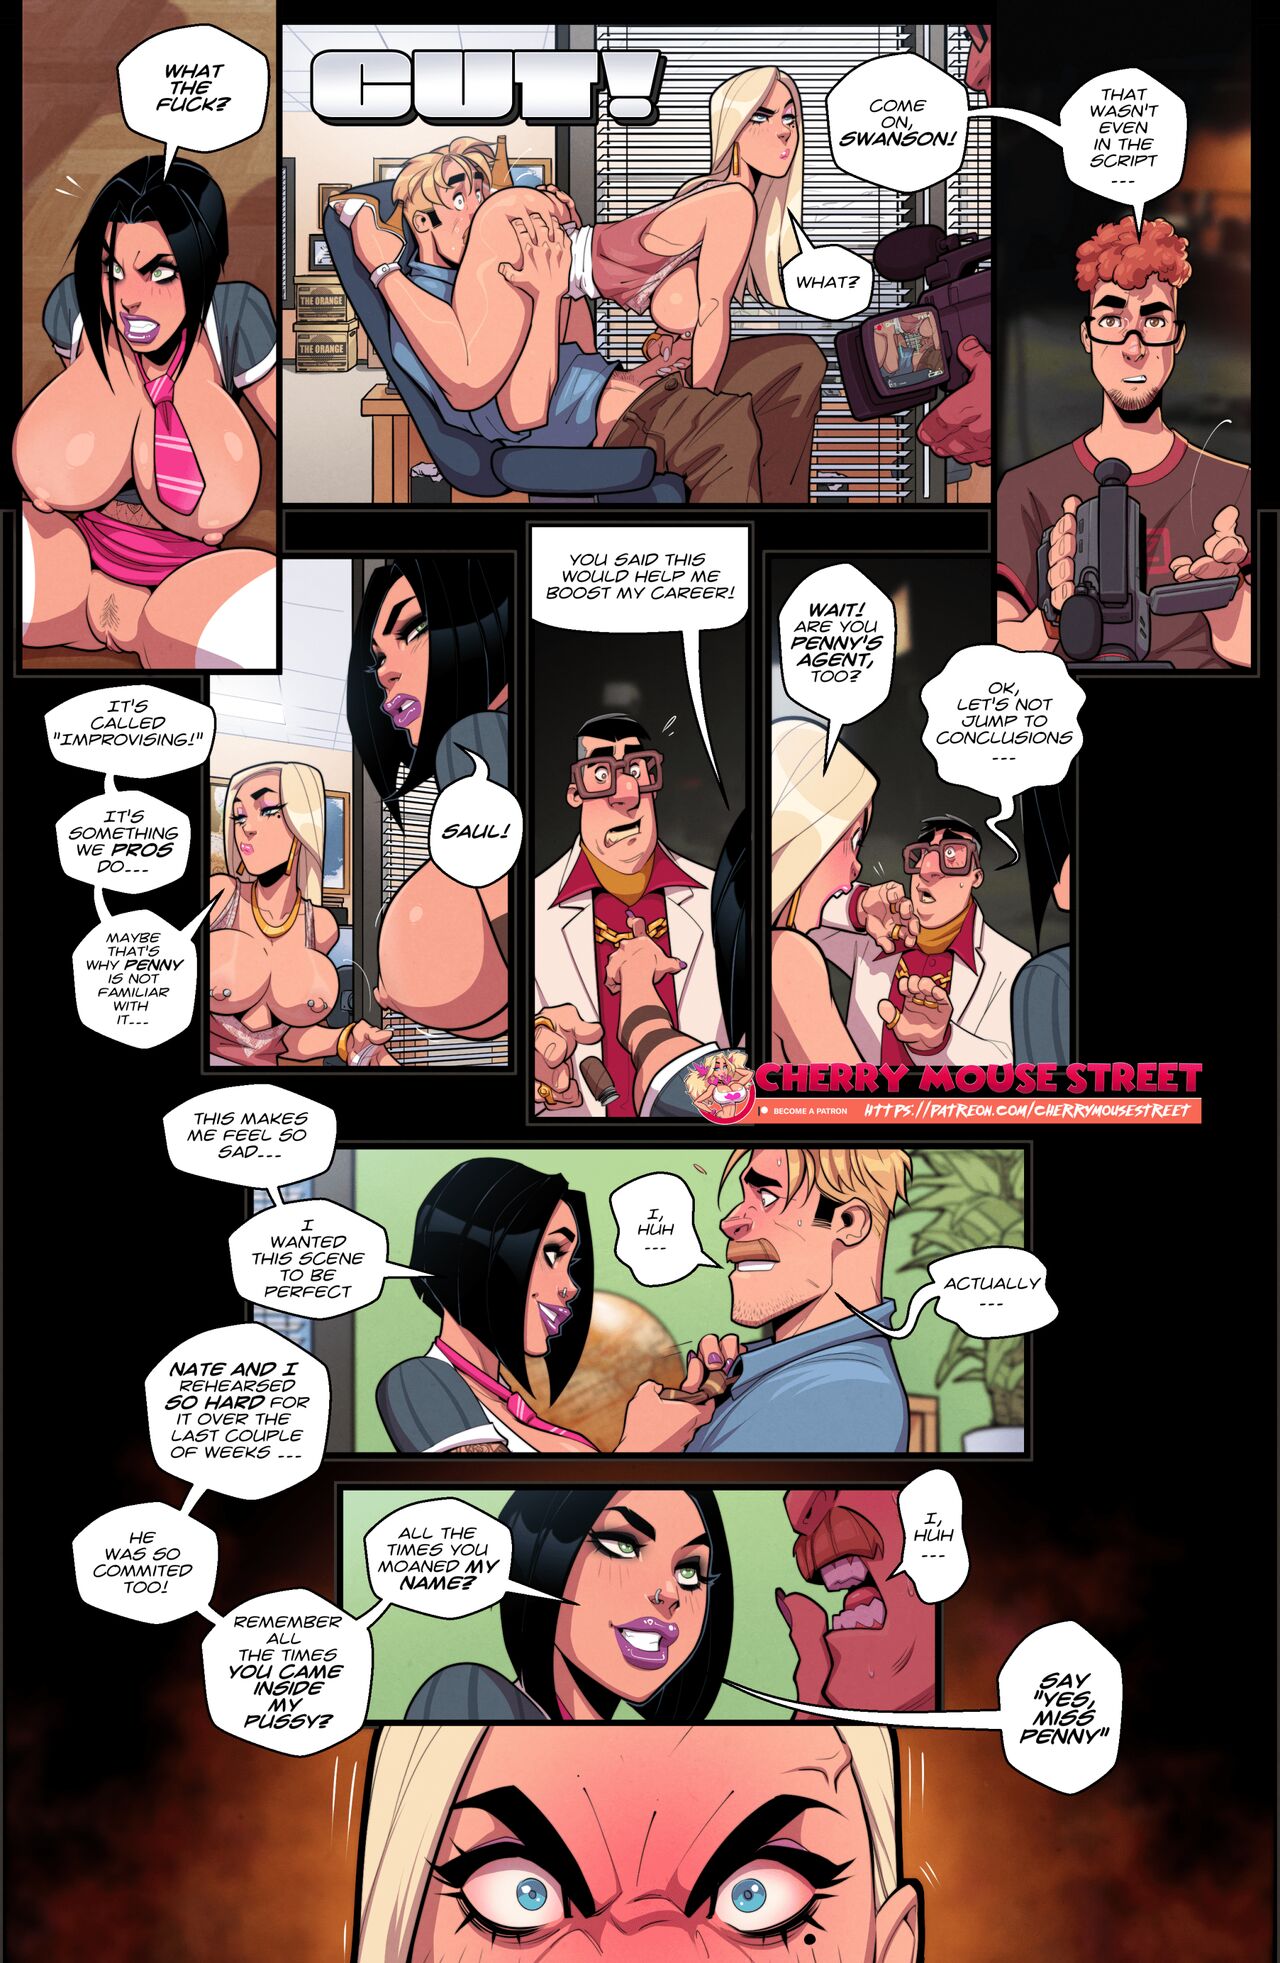 WHAT
THE
FUCK?
CUT!
COME
ON,
SWANSON!
THAT
WASN'T
EVEN
IN THE
SCRIPT
---
WHAT?
THE ORANGE
THE ORANGE
IT'S
CALLED
"IMPROVISING!"
IT'S
SOMETHING
WE PROS
DO---
MAYBE
THAT'S
WHY PENNY
IS NOT
FAMILIAR
WITH
IT---
SAUL!
YOU SAID THIS
WOULD HELP ME
BOOST MY CAREER!
WAIT!
ARE YOU
PENNY'S
AGENT,
TOO?
OK,
LET'S NOT
JUMP TO
CONCLUSIONS
---
CHERRY MOUSE STREET
BECOME A PATRON
HTTPS://PATREON.COM/CHERRYMOUSESTREET
THIS MAKES
ME FEEL SO
SAD---
I
WANTED
THIS SCENE
TO BE
PERFECT
I,
HUH
---
ACTUALLY
---
NATE AND I
REHEARSED
SO HARD FOR
IT OVER THE
LAST COUPLE
OF WEEKS ---
HE
WAS SO
COMMITED
TOO!
REMEMBER
ALL
THE TIMES
YOU CAME
INSIDE
MY
PUSSY?
ALL THE
TIMES YOU
MOANED MY
NAME?
I,
HUH
---
SAY
"YES,
MISS
PENNY"